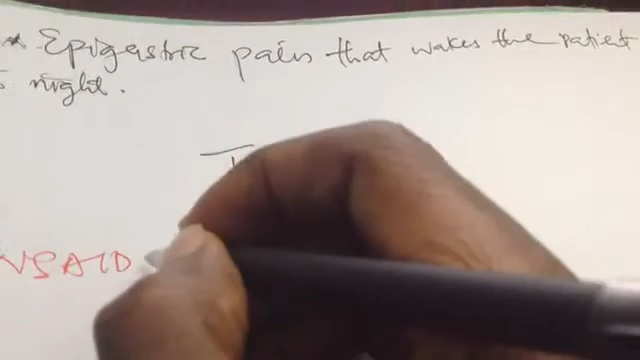 * Epigastric pain that wakes the patient
night.
NSAID